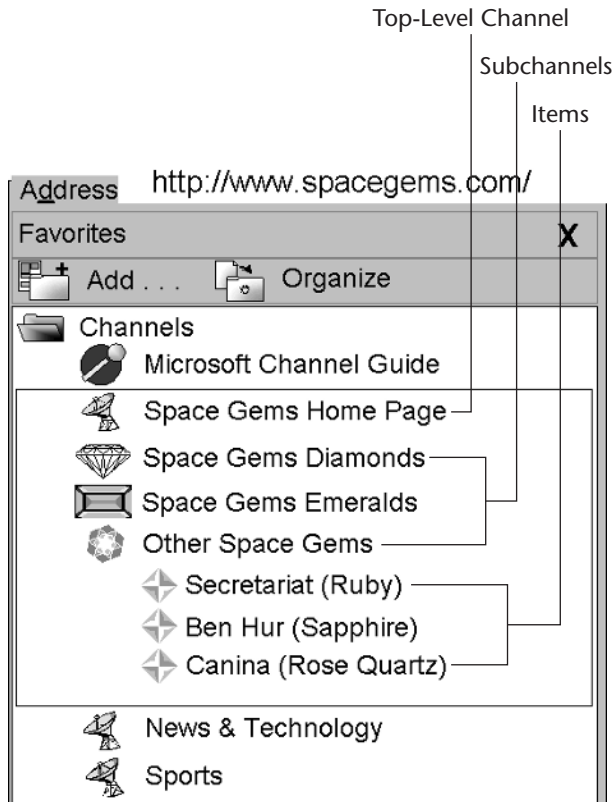 Top-Level Channel
Subchannels
Items
Address http://www.spacegems.com/
Favorites X
Add . . . Organize
Channels
Microsoft Channel Guide
Space Gems Home Page
Space Gems Diamonds
Space Gems Emeralds
Other Space Gems
Secretariat (Ruby)
Ben Hur (Sapphire)
Canina (Rose Quartz)
News & Technology
Sports